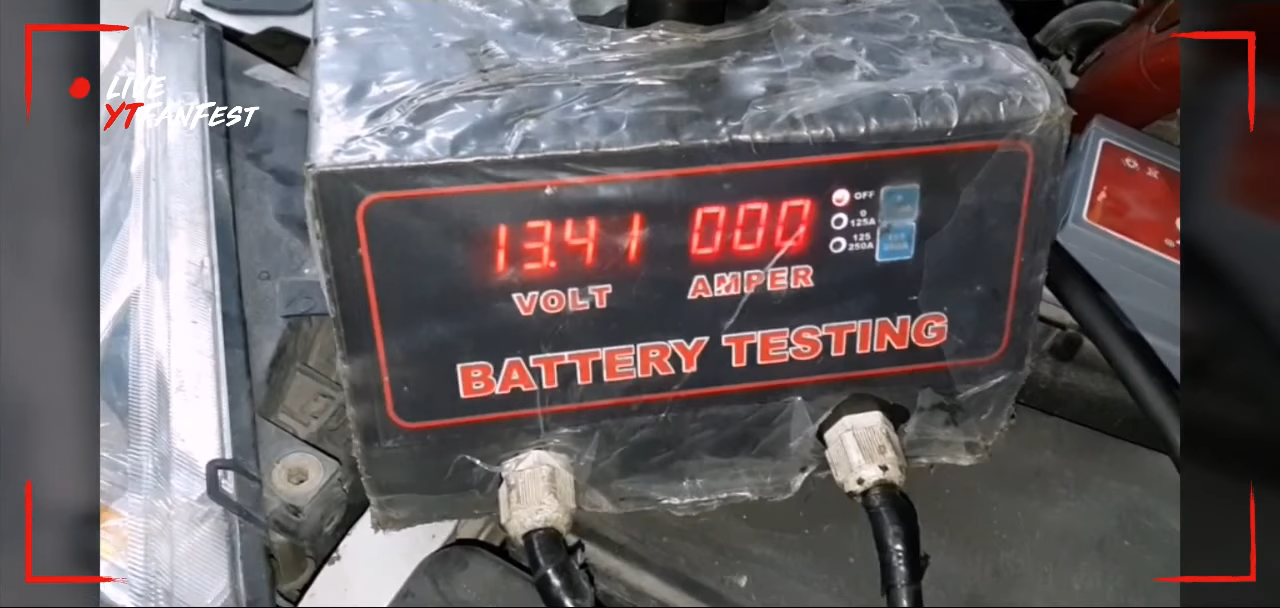 LIVE
YTFANFEST
13.41 000
VOLT AMPER
OFF
0
125A
125
250A
BATTERY TESTING